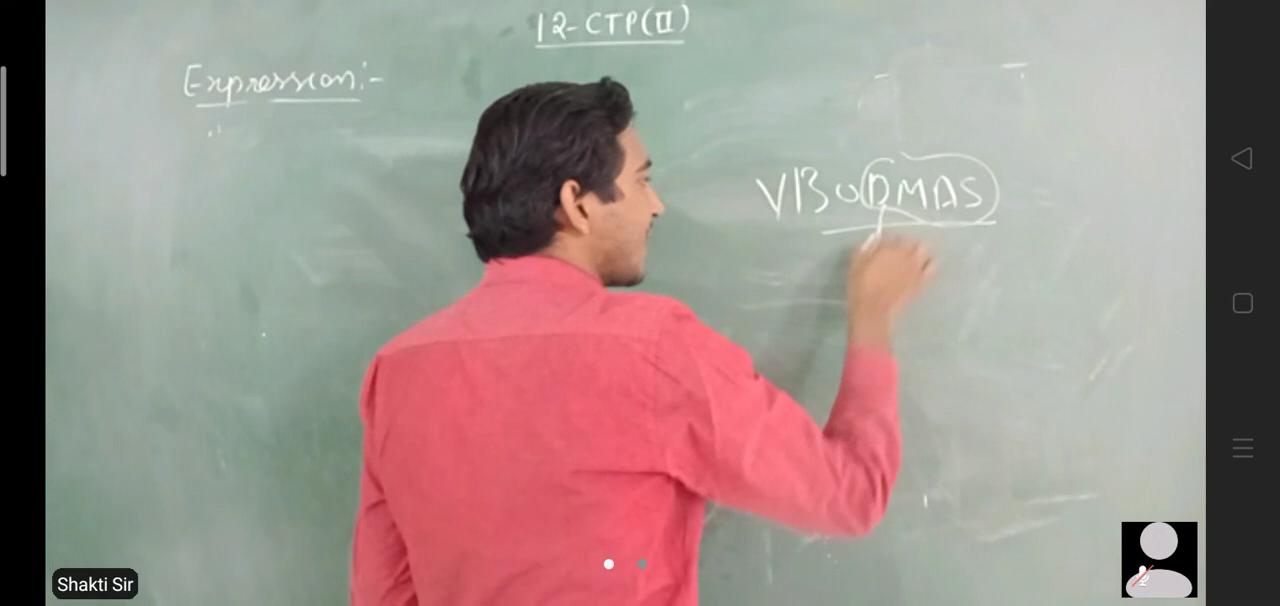 12-CTP(II)
Expression:-
VBODMAS
Shakti Sir